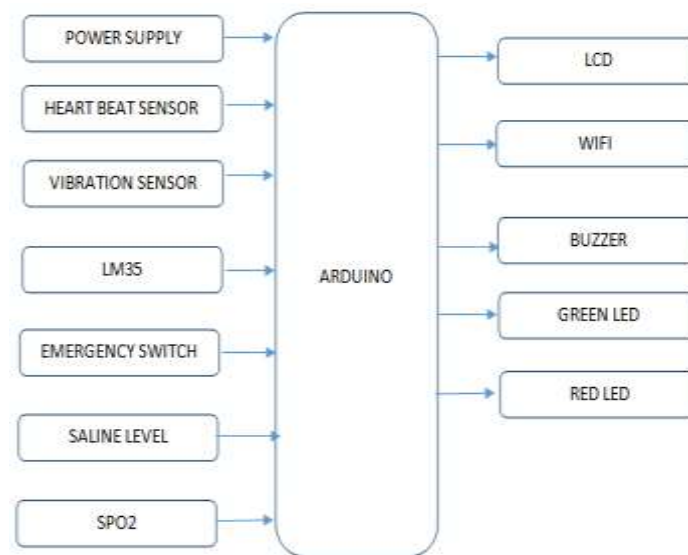 POWER SUPPLY
HEART BEAT SENSOR
VIBRATION SENSOR
LM35
EMERGENCY SWITCH
SALINE LEVEL
SPO2
ARDUINO
LCD
WIFI
BUZZER
GREEN LED
RED LED